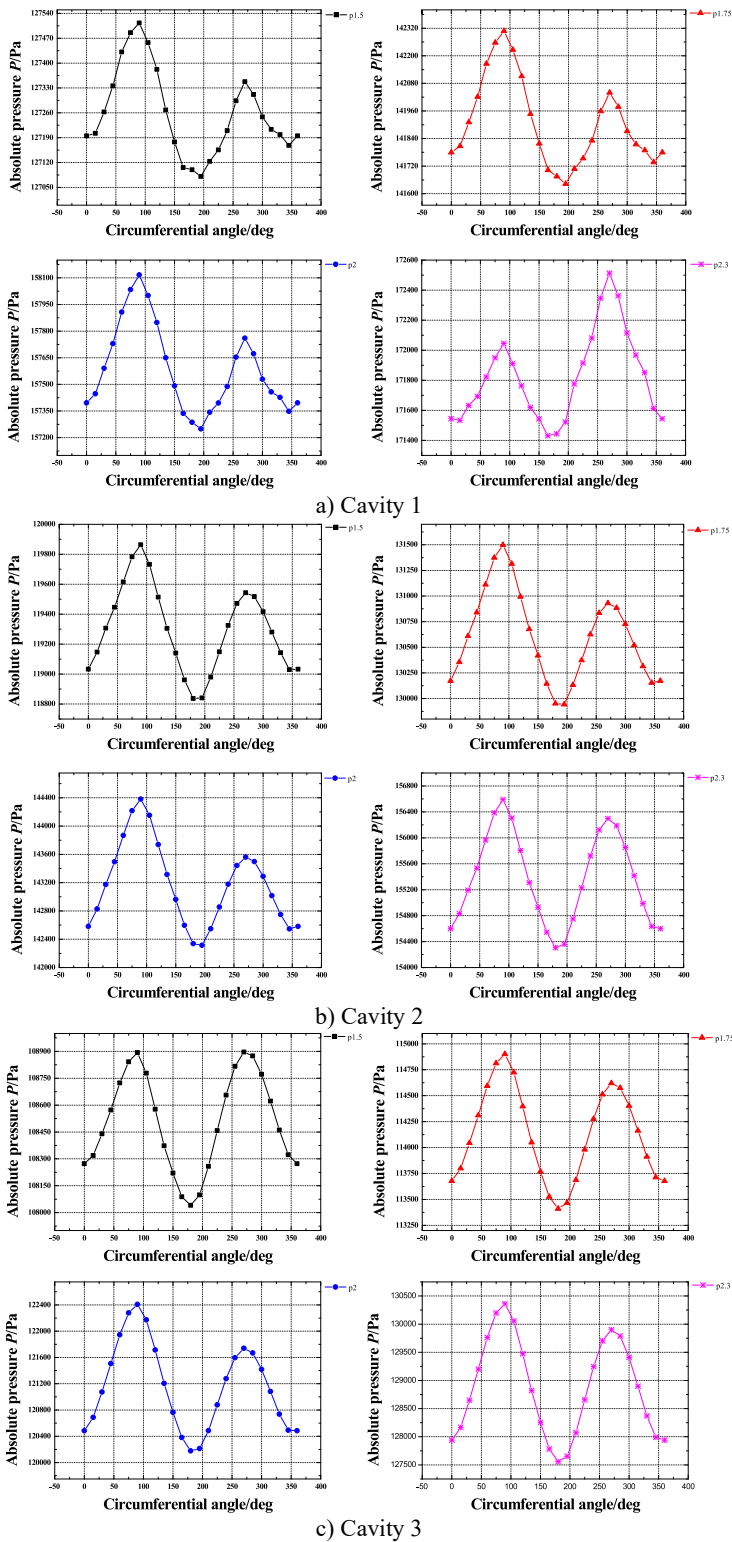 p1.5
127540
127470
127400
127330
127260
127190
127120
127050
-50 0 50 100 150 200 250 300 350 400
Absolute pressure P/Pa
Circumferential angle/deg
p1.75
142320
142200
142080
141960
141840
141720
141600
-50 0 50 100 150 200 250 300 350 400
Absolute pressure P/Pa
Circumferential angle/deg
p2
158100
157950
157800
157650
157500
157350
157200
-50 0 50 100 150 200 250 300 350 400
Absolute pressure P/Pa
Circumferential angle/deg
p2.3
172600
172400
172200
172000
171800
171600
171400
-50 0 50 100 150 200 250 300 350 400
Absolute pressure P/Pa
Circumferential angle/deg
a) Cavity 1
p1.5
120000
119800
119600
119400
119200
119000
118800
-50 0 50 100 150 200 250 300 350 400
Absolute pressure P/Pa
Circumferential angle/deg
p1.75
131500
131000
130500
130000
-50 0 50 100 150 200 250 300 350 400
Absolute pressure P/Pa
Circumferential angle/deg
p2
144400
144000
143600
143200
142800
142400
142000
-50 0 50 100 150 200 250 300 350 400
Absolute pressure P/Pa
Circumferential angle/deg
p2.3
156800
156400
156000
155600
155200
154800
154400
154000
-50 0 50 100 150 200 250 300 350 400
Absolute pressure P/Pa
Circumferential angle/deg
b) Cavity 2
p1.5
108900
108750
108600
108450
108300
108150
108000
-50 0 50 100 150 200 250 300 350 400
Absolute pressure P/Pa
Circumferential angle/deg
p1.75
115000
114750
114500
114250
114000
113750
113500
113250
-50 0 50 100 150 200 250 300 350 400
Absolute pressure P/Pa
Circumferential angle/deg
p2
122400
122000
121600
121200
120800
120400
120000
-50 0 50 100 150 200 250 300 350 400
Absolute pressure P/Pa
Circumferential angle/deg
p2.3
130500
130000
129500
129000
128500
128000
127500
-50 0 50 100 150 200 250 300 350 400
Absolute pressure P/Pa
Circumferential angle/deg
c) Cavity 3